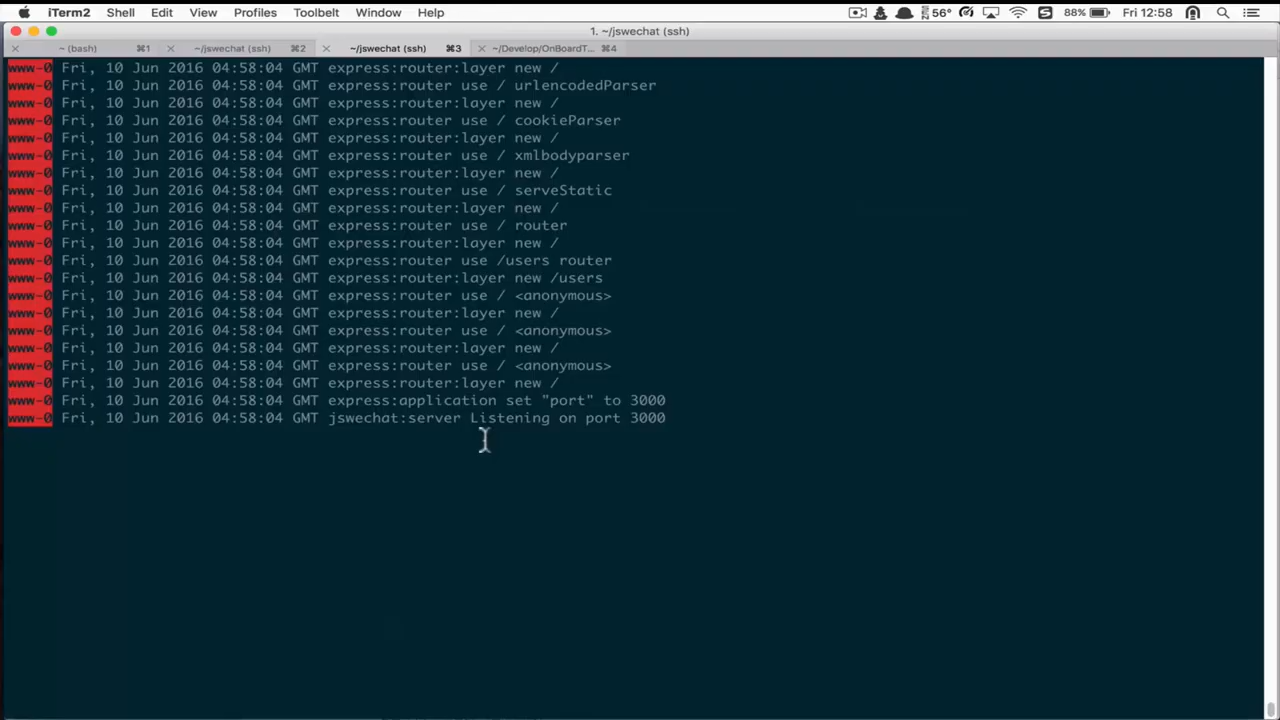 iTerm2 Shell Edit View Profiles Toolbelt Window Help 56° 88% Fri 12:58
1. ~/jswechat (ssh)
~ (bash) ⌘1 ~/jswechat (ssh) ⌘2 ~/jswechat (ssh) ⌘3 ~/Develop/OnBoardT... ⌘4
www-0 Fri, 10 Jun 2016 04:58:04 GMT express:router:layer new /
www-0 Fri, 10 Jun 2016 04:58:04 GMT express:router use / urlencodedParser
www-0 Fri, 10 Jun 2016 04:58:04 GMT express:router:layer new /
www-0 Fri, 10 Jun 2016 04:58:04 GMT express:router use / cookieParser
www-0 Fri, 10 Jun 2016 04:58:04 GMT express:router:layer new /
www-0 Fri, 10 Jun 2016 04:58:04 GMT express:router use / xmlbodyparser
www-0 Fri, 10 Jun 2016 04:58:04 GMT express:router:layer new /
www-0 Fri, 10 Jun 2016 04:58:04 GMT express:router use / serveStatic
www-0 Fri, 10 Jun 2016 04:58:04 GMT express:router:layer new /
www-0 Fri, 10 Jun 2016 04:58:04 GMT express:router use / router
www-0 Fri, 10 Jun 2016 04:58:04 GMT express:router:layer new /
www-0 Fri, 10 Jun 2016 04:58:04 GMT express:router use /users router
www-0 Fri, 10 Jun 2016 04:58:04 GMT express:router:layer new /users
www-0 Fri, 10 Jun 2016 04:58:04 GMT express:router use / <anonymous>
www-0 Fri, 10 Jun 2016 04:58:04 GMT express:router:layer new /
www-0 Fri, 10 Jun 2016 04:58:04 GMT express:router use / <anonymous>
www-0 Fri, 10 Jun 2016 04:58:04 GMT express:router:layer new /
www-0 Fri, 10 Jun 2016 04:58:04 GMT express:router use / <anonymous>
www-0 Fri, 10 Jun 2016 04:58:04 GMT express:router:layer new /
www-0 Fri, 10 Jun 2016 04:58:04 GMT express:application set "port" to 3000
www-0 Fri, 10 Jun 2016 04:58:04 GMT jswechat:server Listening on port 3000